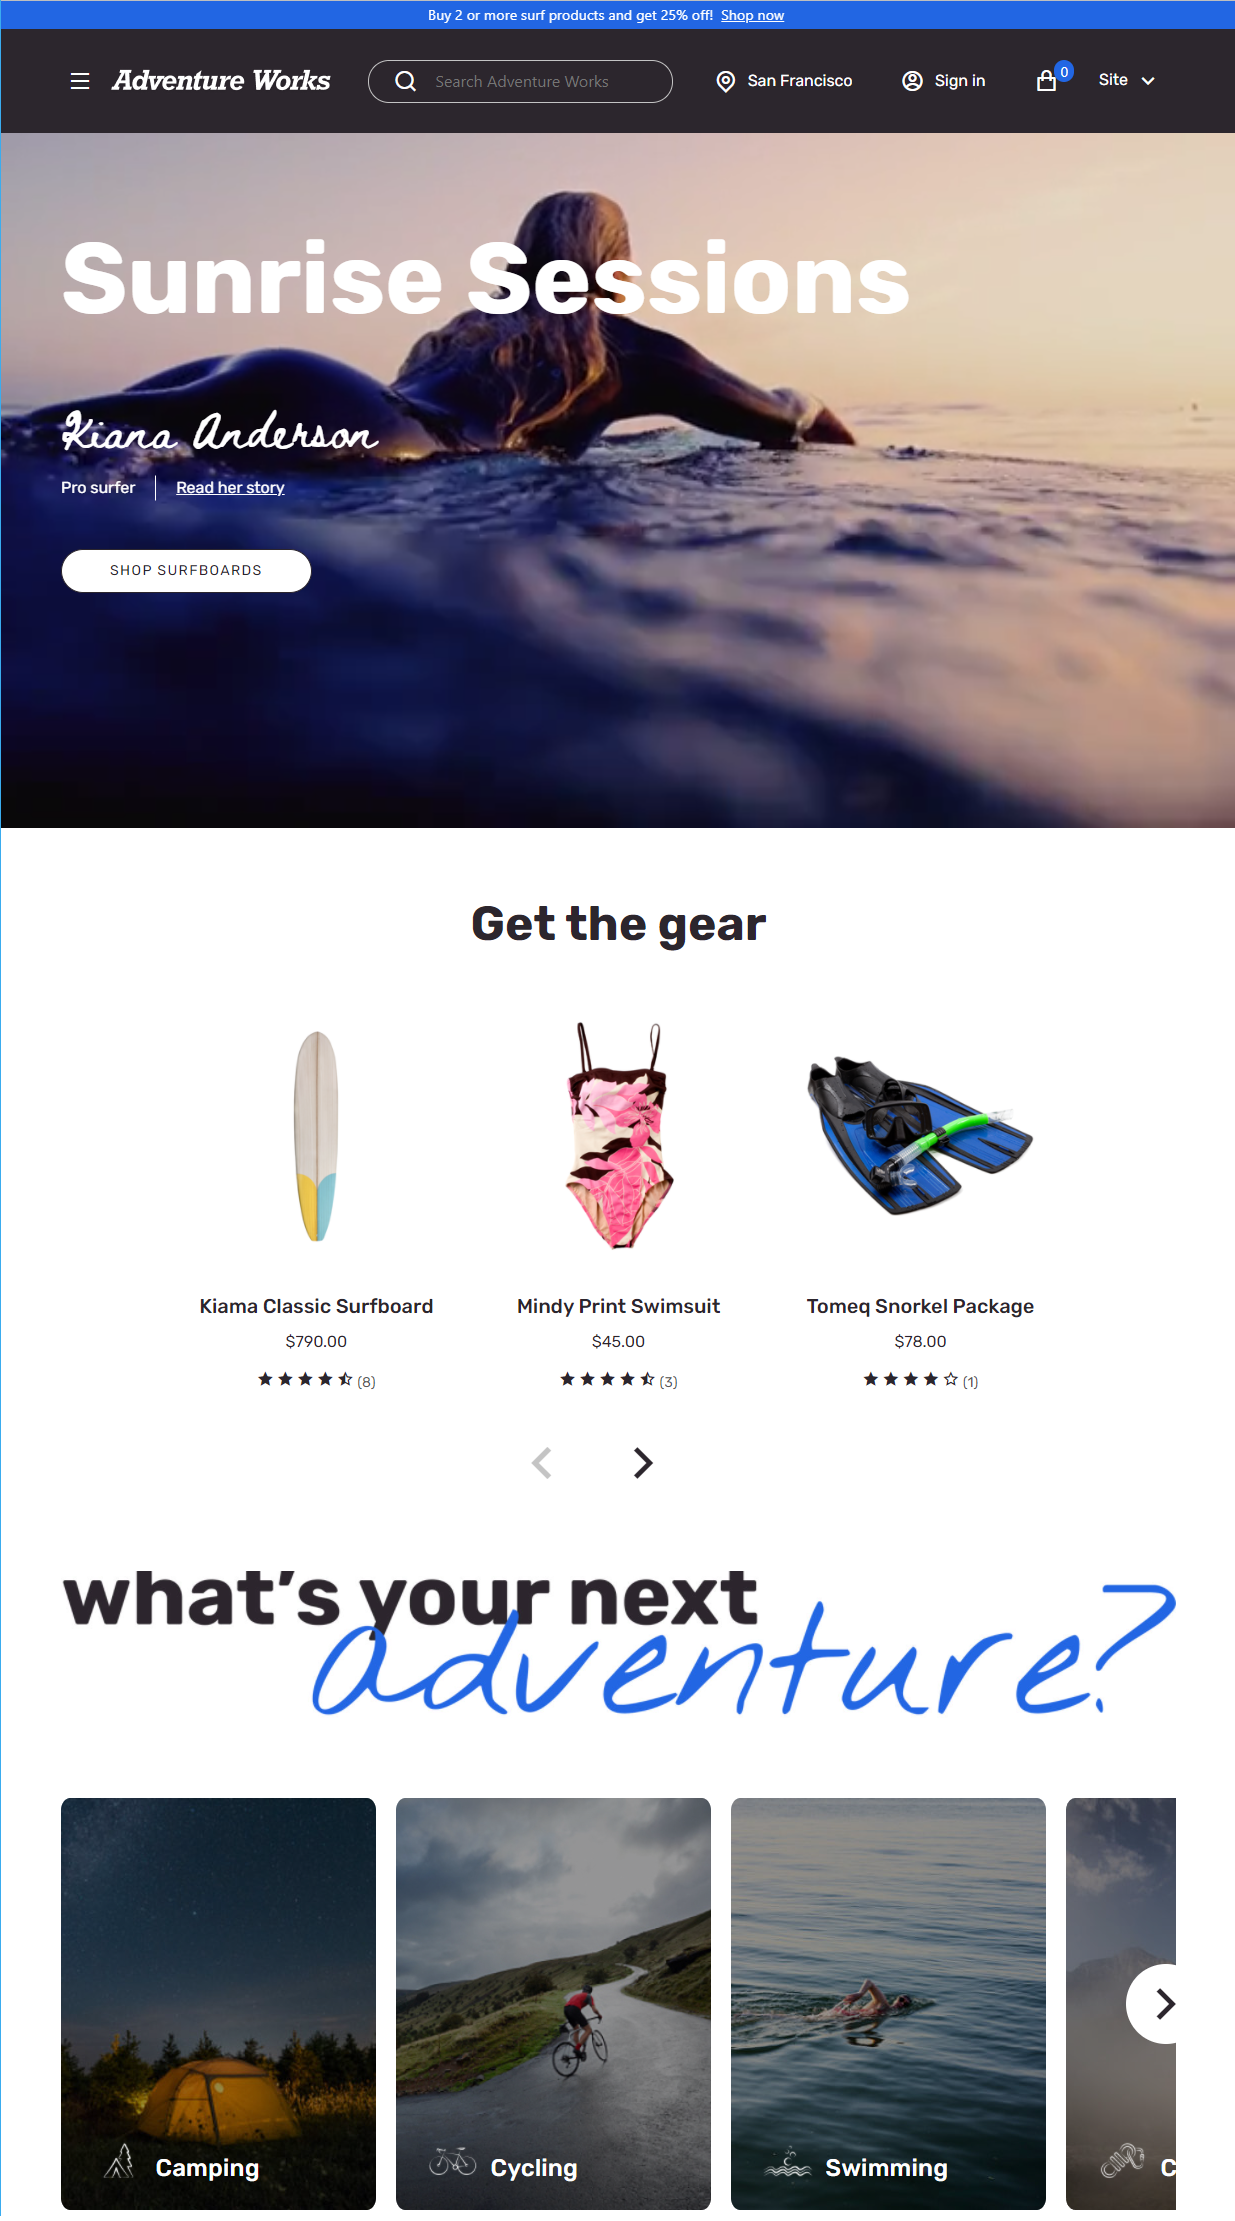 Buy 2 or more surf products and get 25% off! Shop now
Adventure Works
Search Adventure Works
San Francisco
Sign in
0
Site
Sunrise Sessions
Kiana Anderson
Pro surfer
Read her story
SHOP SURFBOARDS
Get the gear
Kiama Classic Surfboard
$790.00
(8)
Mindy Print Swimsuit
$45.00
(3)
Tomeq Snorkel Package
$78.00
(1)
what's your next
adventure?
Camping
Cycling
Swimming
C